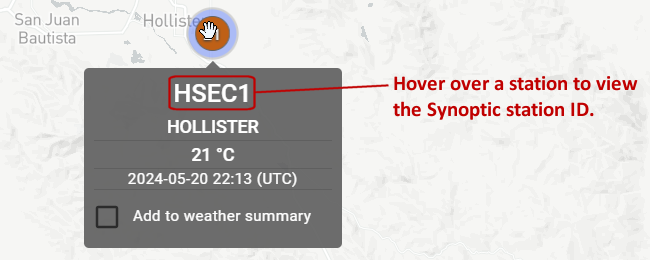 San Juan
Bautista
Hollister
HSEC1
HOLLISTER
21 °C
2024-05-20 22:13 (UTC)
Add to weather summary
Hover over a station to view
the Synoptic station ID.